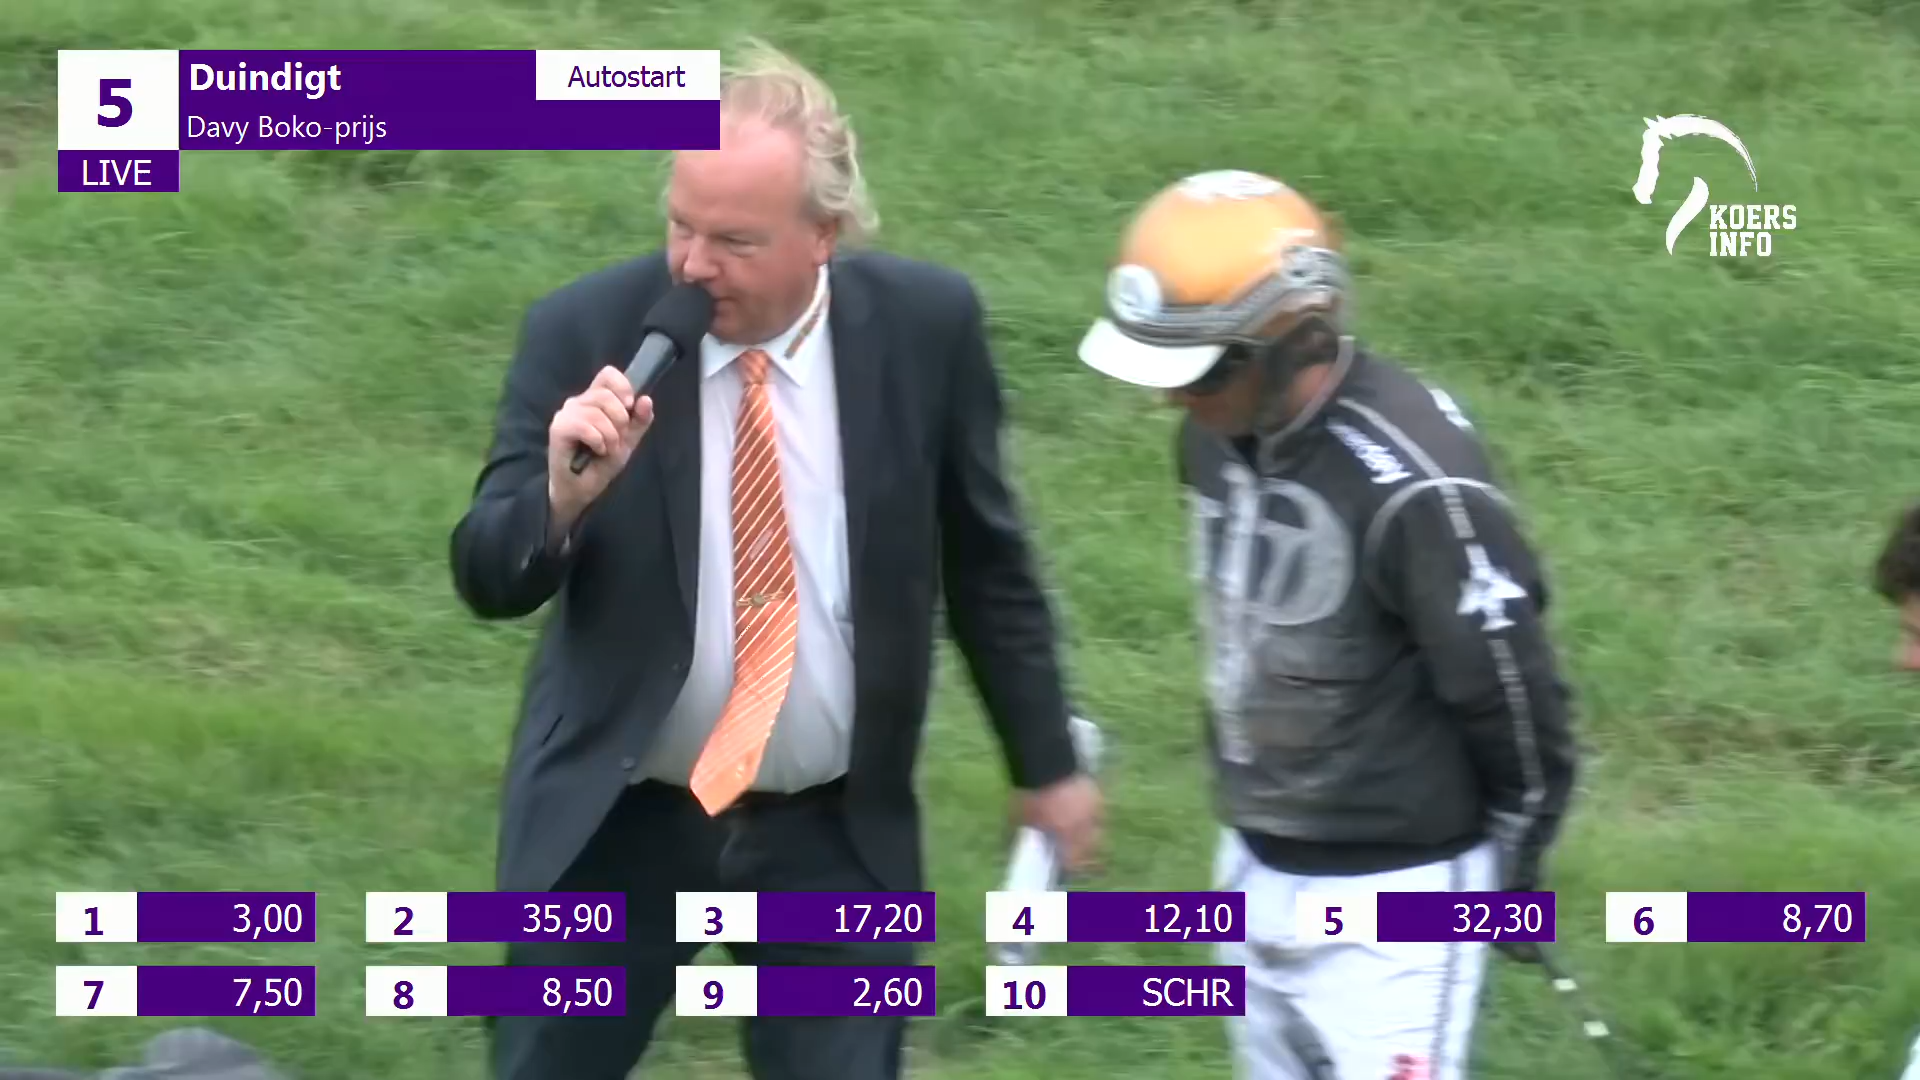 5
Duindigt
Autostart
Davy Boko-prijs
LIVE
KOERS
INFO
1 3,00
2 35,90
3 17,20
4 12,10
5 32,30
6 8,70
7 7,50
8 8,50
9 2,60
10 SCHR